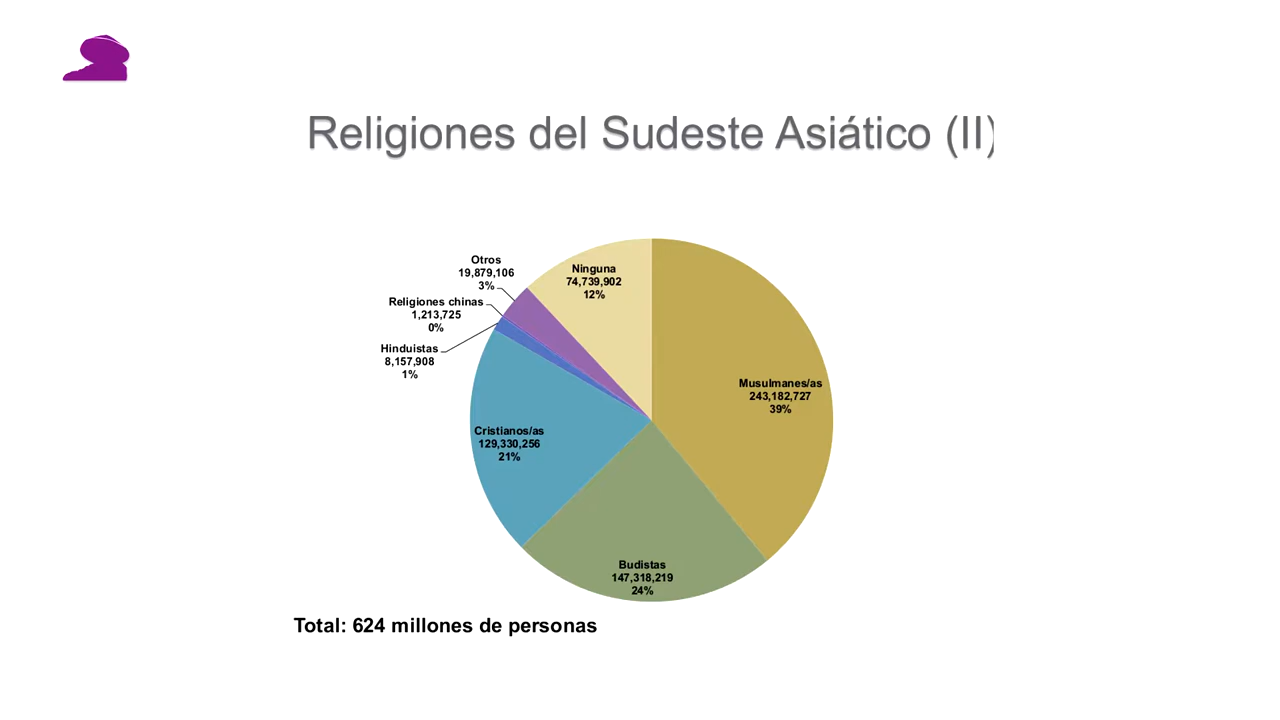 Religiones del Sudeste Asiático (II)
Otros
19,879,106
3%
Ninguna
74,739,902
12%
Religiones chinas
1,213,725
0%
Hinduistas
8,157,908
1%
Musulmanes/as
243,182,727
39%
Cristianos/as
129,330,256
21%
Budistas
147,318,219
24%
Total: 624 millones de personas